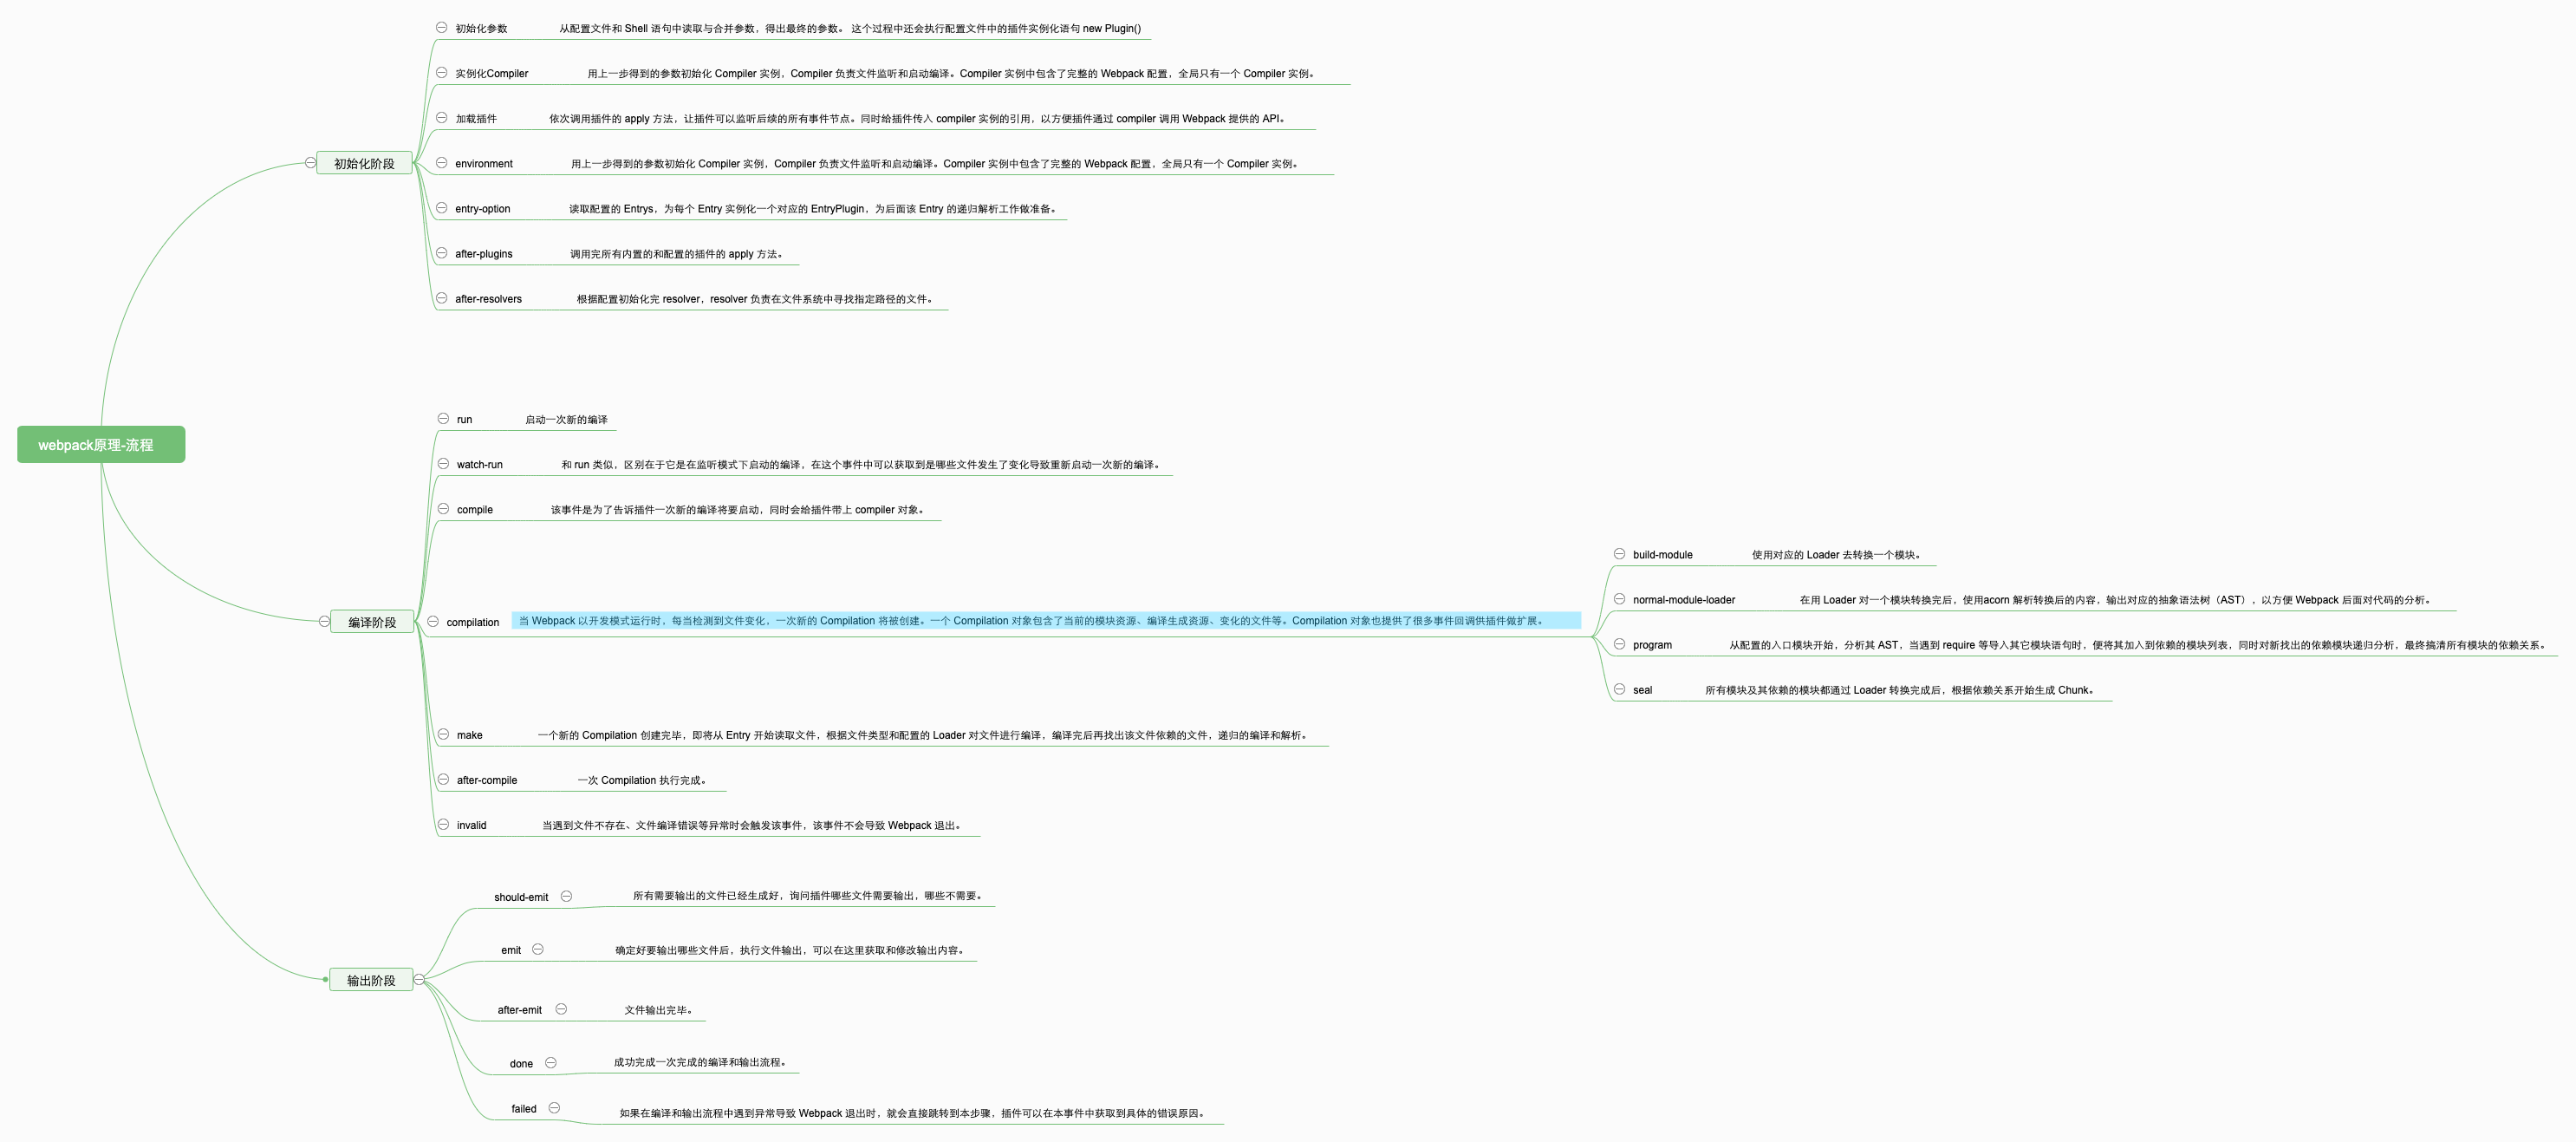 webpack原理-流程
初始化阶段
初始化参数 从配置文件和 Shell 语句中读取与合并参数，得出最终的参数。 这个过程中还会执行配置文件中的插件实例化语句 new Plugin()
实例化Compiler 用上一步得到的参数初始化 Compiler 实例，Compiler 负责文件监听和启动编译。Compiler 实例中包含了完整的 Webpack 配置，全局只有一个 Compiler 实例。
加载插件 依次调用插件的 apply 方法，让插件可以监听后续的所有事件节点。同时给插件传入 compiler 实例的引用，以方便插件通过 compiler 调用 Webpack 提供的 API。
environment 用上一步得到的参数初始化 Compiler 实例，Compiler 负责文件监听和启动编译。Compiler 实例中包含了完整的 Webpack 配置，全局只有一个 Compiler 实例。
entry-option 读取配置的 Entrys，为每个 Entry 实例化一个对应的 EntryPlugin，为后面该 Entry 的递归解析工作做准备。
after-plugins 调用完所有内置的和配置的插件的 apply 方法。
after-resolvers 根据配置初始化完 resolver，resolver 负责在文件系统中寻找指定路径的文件。
编译阶段
run 启动一次新的编译
watch-run 和 run 类似，区别在于它是在监听模式下启动的编译，在这个事件中可以获取到是哪些文件发生了变化导致重新启动一次新的编译。
compile 该事件是为了告诉插件一次新的编译将要启动，同时会给插件带上 compiler 对象。
compilation 当 Webpack 以开发模式运行时，每当检测到文件变化，一次新的 Compilation 将被创建。一个 Compilation 对象包含了当前的模块资源、编译生成资源、变化的文件等。Compilation 对象也提供了很多事件回调供插件做扩展。
build-module 使用对应的 Loader 去转换一个模块。
normal-module-loader 在用 Loader 对一个模块转换完后，使用acorn 解析转换后的内容，输出对应的抽象语法树（AST），以方便 Webpack 后面对代码的分析。
program 从配置的入口模块开始，分析其 AST，当遇到 require 等导入其它模块语句时，便将其加入到依赖的模块列表，同时对新找出的依赖模块递归分析，最终搞清所有模块的依赖关系。
seal 所有模块及其依赖的模块都通过 Loader 转换完成后，根据依赖关系开始生成 Chunk。
make 一个新的 Compilation 创建完毕，即将从 Entry 开始读取文件，根据文件类型和配置的 Loader 对文件进行编译，编译完后再找出该文件依赖的文件，递归的编译和解析。
after-compile 一次 Compilation 执行完成。
invalid 当遇到文件不存在、文件编译错误等异常时会触发该事件，该事件不会导致 Webpack 退出。
输出阶段
should-emit 所有需要输出的文件已经生成好，询问插件哪些文件需要输出，哪些不需要。
emit 确定好要输出哪些文件后，执行文件输出，可以在这里获取和修改输出内容。
after-emit 文件输出完毕。
done 成功完成一次完成的编译和输出流程。
failed 如果在编译和输出流程中遇到异常导致 Webpack 退出时，就会直接跳转到本步骤，插件可以在本事件中获取到具体的错误原因。